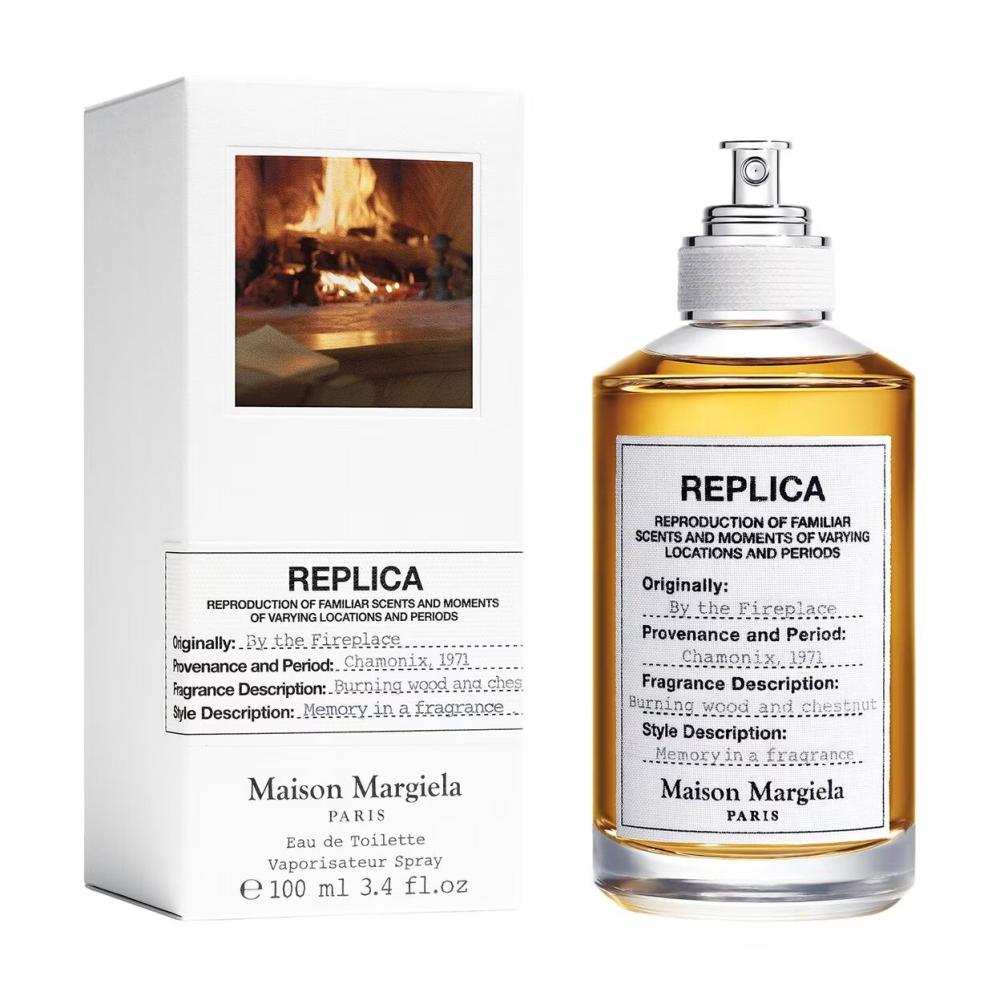 REPLICA
REPRODUCTION OF FAMILIAR SCENTS AND MOMENTS
OF VARYING LOCATIONS AND PERIODS
Originally: By the Fireplace
Provenance and Period: Chamonix, 1971
Fragrance Description: Burning wood and ches
Style Description: Memory in a fragrance
Maison Margiela
PARIS
Eau de Toilette
Vaporisateur Spray
℮ 100 ml 3.4 fl.oz
REPLICA
REPRODUCTION OF FAMILIAR
SCENTS AND MOMENTS OF VARYING
LOCATIONS AND PERIODS
Originally:
By the Fireplace
Provenance and Period:
Chamonix, 1971
Fragrance Description:
Burning wood and chestnut
Style Description:
Memory in a fragrance
Maison Margiela
PARIS